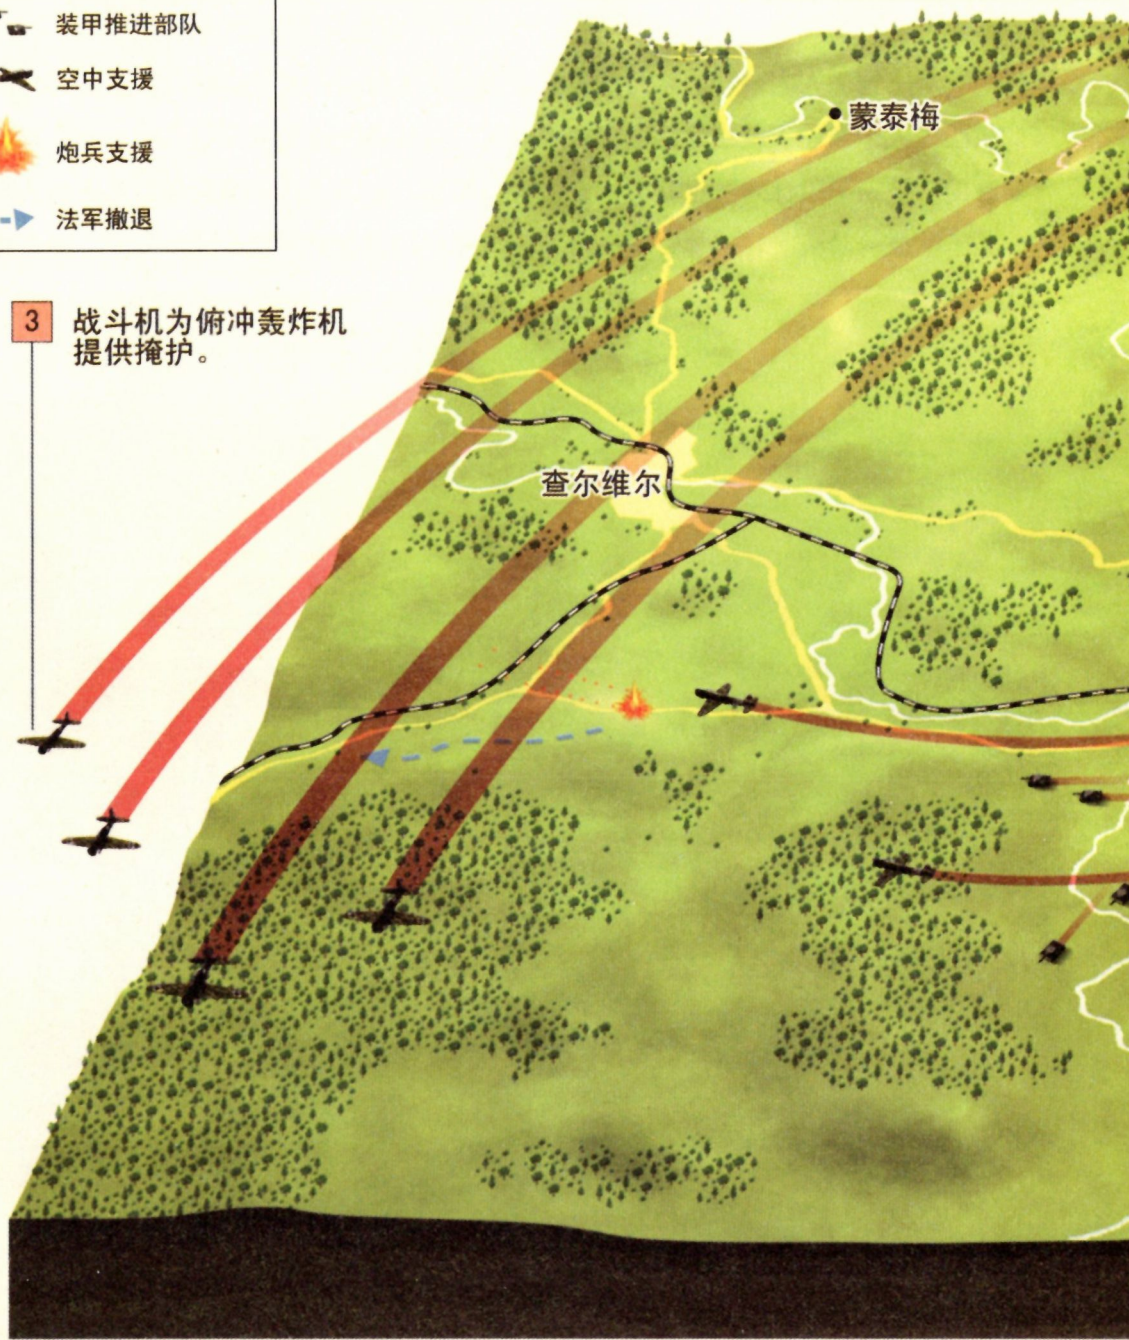 装甲推进部队
空中支援
炮兵支援
法军撤退
3
战斗机为俯冲轰炸机
提供掩护。
蒙泰梅
查尔维尔